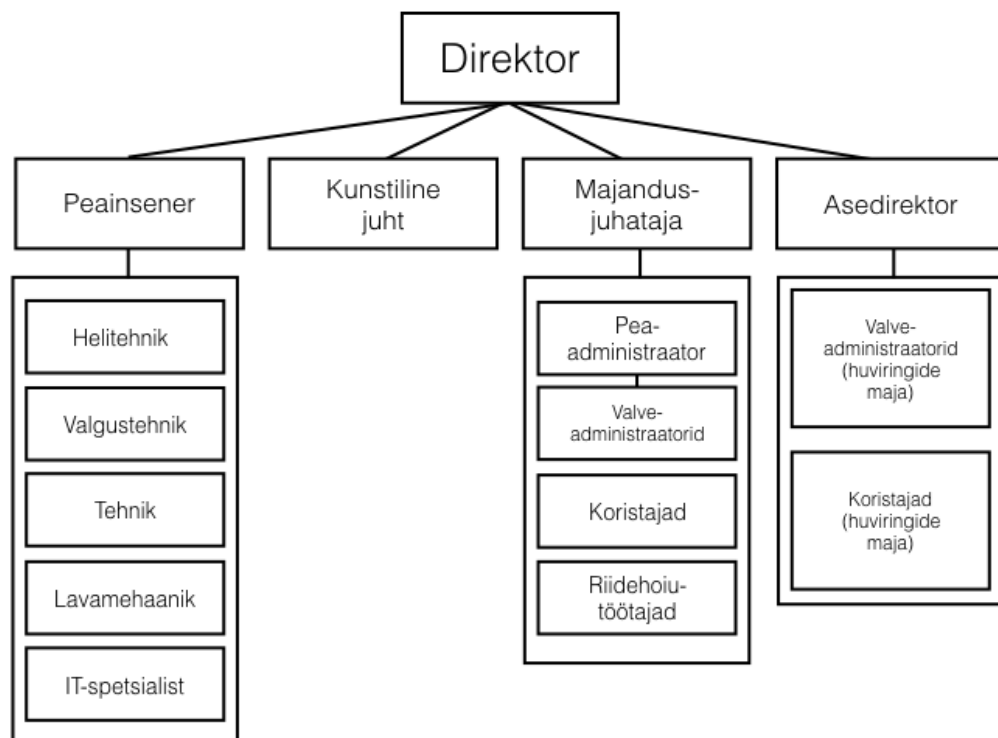 Direktor
Peainsener
Kunstiline
juht
Majandus-
juhataja
Asedirektor
Helitehnik
Valgustehnik
Tehnik
Lavamehaanik
IT-spetsialist
Pea-
administraator
Valve-
administraatorid
Koristajad
Riidehoiu-
töötajad
Valve-
administraatorid
(huviringide
maja)
Koristajad
(huviringide
maja)